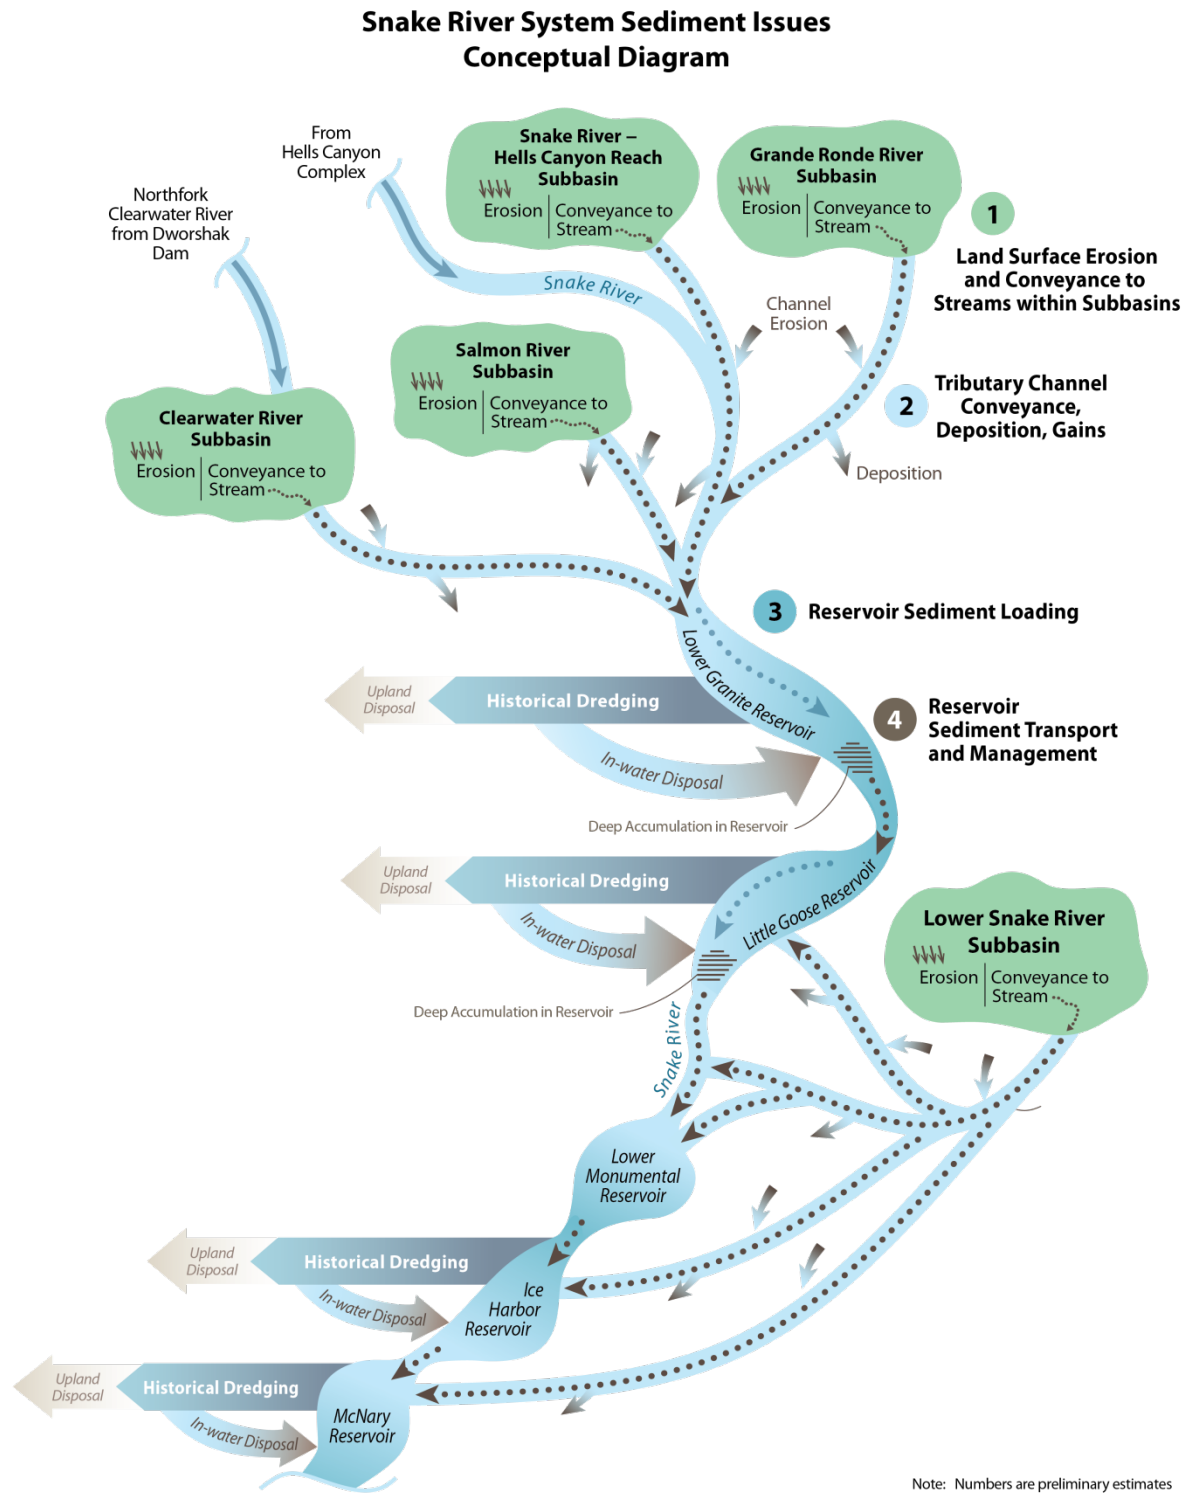 Snake River System Sediment Issues
Conceptual Diagram
From
Hells Canyon
Complex
Northfork
Clearwater River
from Dworshak
Dam
Snake River –
Hells Canyon Reach
Subbasin
Erosion
Conveyance to
Stream
Grande Ronde River
Subbasin
Erosion
Conveyance to
Stream
1
Land Surface Erosion
and Conveyance to
Streams within Subbasins
Snake River
Channel
Erosion
Salmon River
Subbasin
Erosion
Conveyance to
Stream
2
Tributary Channel
Conveyance,
Deposition, Gains
Clearwater River
Subbasin
Erosion
Conveyance to
Stream
Deposition
3
Reservoir Sediment Loading
Lower Granite Reservoir
Upland
Disposal
Historical Dredging
In-water Disposal
4
Reservoir
Sediment Transport
and Management
Deep Accumulation in Reservoir
Upland
Disposal
Historical Dredging
In-water Disposal
Little Goose Reservoir
Deep Accumulation in Reservoir
Lower Snake River
Subbasin
Erosion
Conveyance to
Stream
Snake River
Lower
Monumental
Reservoir
Upland
Disposal
Historical Dredging
In-water Disposal
Ice
Harbor
Reservoir
Upland
Disposal
Historical Dredging
In-water Disposal
McNary
Reservoir
Note: Numbers are preliminary estimates